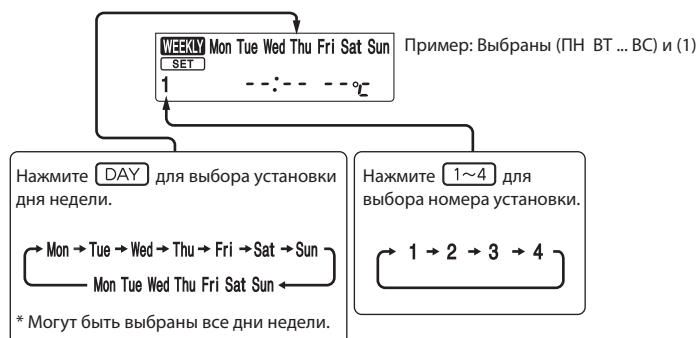 WEEKLY Mon Tue Wed Thu Fri Sat Sun
SET
1 --:-- --°C
Пример: Выбраны (ПН ВТ ... ВС) и (1)
Нажмите DAY для выбора установки
дня недели.
Mon → Tue → Wed → Thu → Fri → Sat → Sun
Mon Tue Wed Thu Fri Sat Sun
* Могут быть выбраны все дни недели.
Нажмите 1~4 для
выбора номера установки.
1 → 2 → 3 → 4